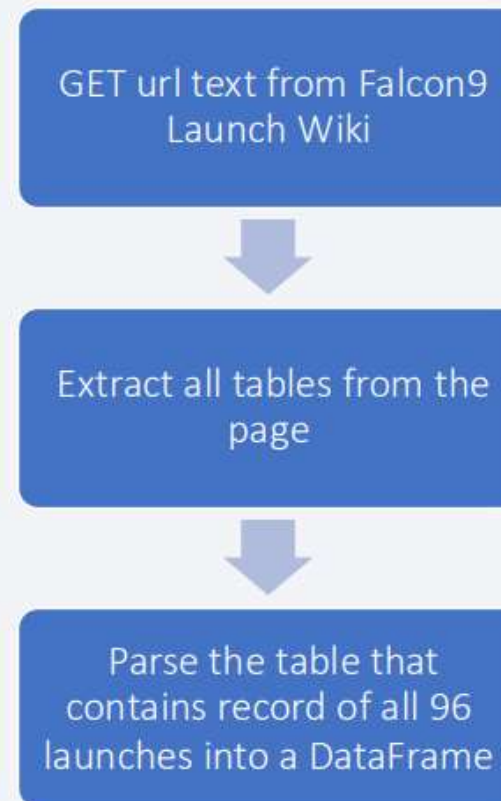 GET url text from Falcon9
Launch Wiki
Extract all tables from the
page
Parse the table that
contains record of all 96
launches into a DataFrame